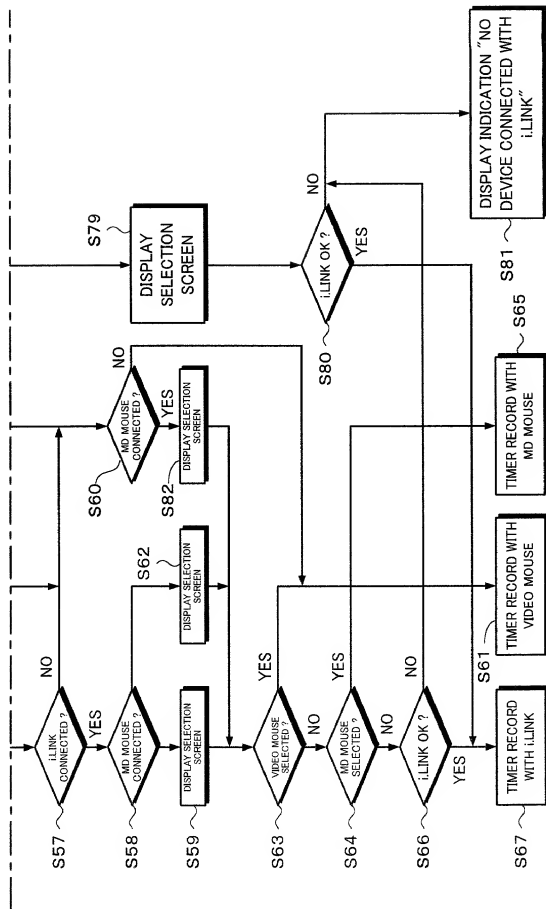 S57
i.LINK
CONNECTED ?
NO
YES
S58
MD MOUSE
CONNECTED ?
S59
DISPLAY SELECTION
SCREEN
S62
DISPLAY SELECTION
SCREEN
S60
MD MOUSE
CONNECTED ?
NO
YES
S82
DISPLAY SELECTION
SCREEN
S79
DISPLAY
SELECTION
SCREEN
S63
VIDEO MOUSE
SELECTED ?
YES
NO
S64
MD MOUSE
SELECTED ?
YES
NO
S66
i.LINK OK ?
NO
YES
S80
i.LINK OK ?
NO
YES
S67
TIMER RECORD
WITH i.LINK
S61
TIMER RECORD WITH
VIDEO MOUSE
S65
TIMER RECORD WITH
MD MOUSE
S81
DISPLAY INDICATION "NO
DEVICE CONNECTED WITH
i.LINK"